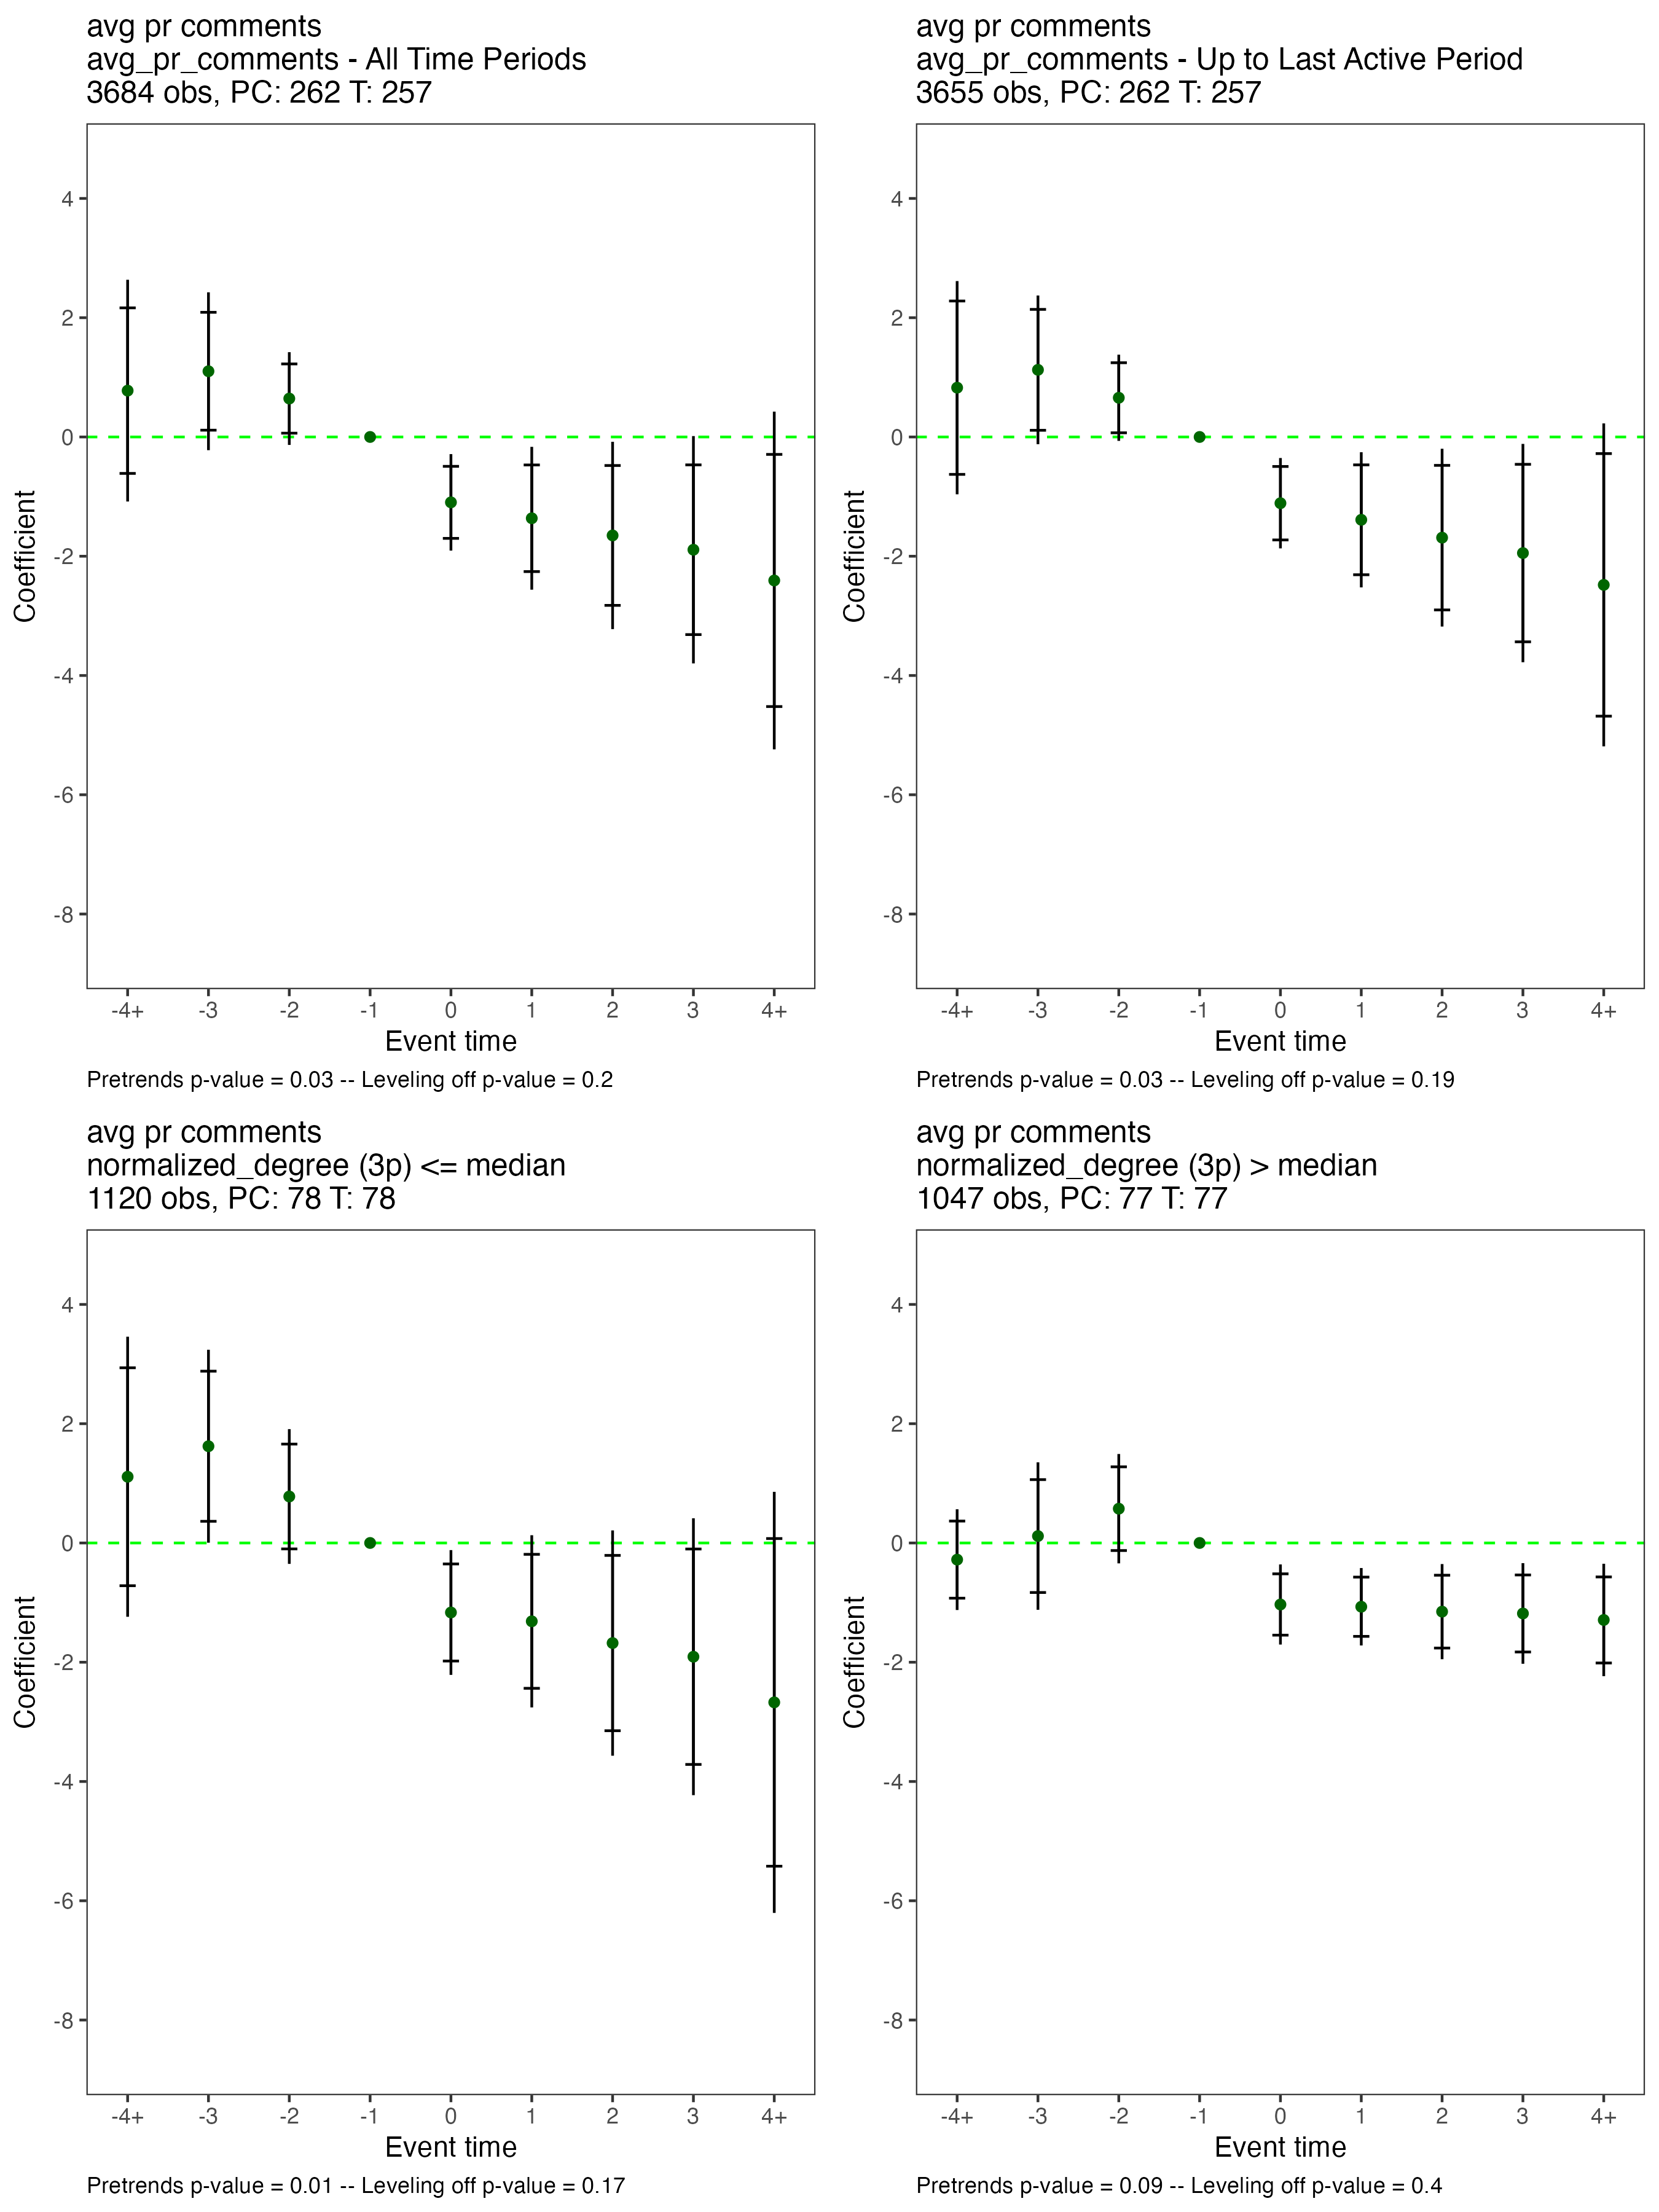 avg pr comments
avg_pr_comments - All Time Periods
3684 obs, PC: 262 T: 257
4
2
0
-2
-4
-6
-8
Coefficient
-4+ -3 -2 -1 0 1 2 3 4+
Event time
Pretrends p-value = 0.03 -- Leveling off p-value = 0.2
avg pr comments
avg_pr_comments - Up to Last Active Period
3655 obs, PC: 262 T: 257
4
2
0
-2
-4
-6
-8
Coefficient
-4+ -3 -2 -1 0 1 2 3 4+
Event time
Pretrends p-value = 0.03 -- Leveling off p-value = 0.19
avg pr comments
normalized_degree (3p) <= median
1120 obs, PC: 78 T: 78
4
2
0
-2
-4
-6
-8
Coefficient
-4+ -3 -2 -1 0 1 2 3 4+
Event time
Pretrends p-value = 0.01 -- Leveling off p-value = 0.17
avg pr comments
normalized_degree (3p) > median
1047 obs, PC: 77 T: 77
4
2
0
-2
-4
-6
-8
Coefficient
-4+ -3 -2 -1 0 1 2 3 4+
Event time
Pretrends p-value = 0.09 -- Leveling off p-value = 0.4